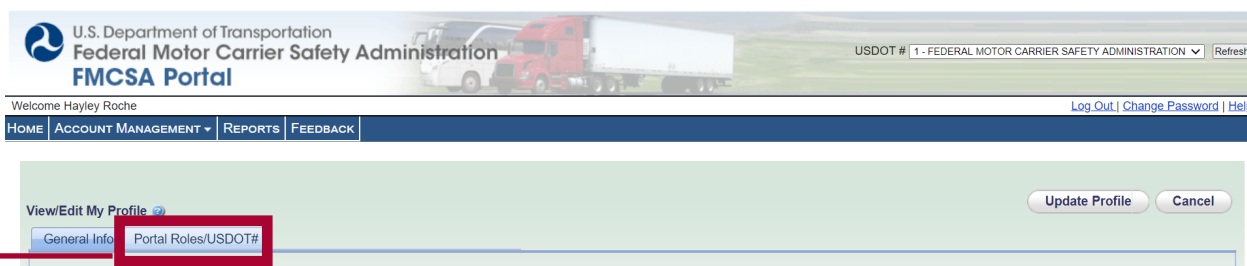 U.S. Department of Transportation
Federal Motor Carrier Safety Administration
FMCSA Portal
USDOT # 1 - FEDERAL MOTOR CARRIER SAFETY ADMINISTRATION Refresh
Welcome Hayley Roche
Log Out | Change Password | Hel
HOME ACCOUNT MANAGEMENT REPORTS FEEDBACK
Update Profile Cancel
View/Edit My Profile
General Info Portal Roles/USDOT#